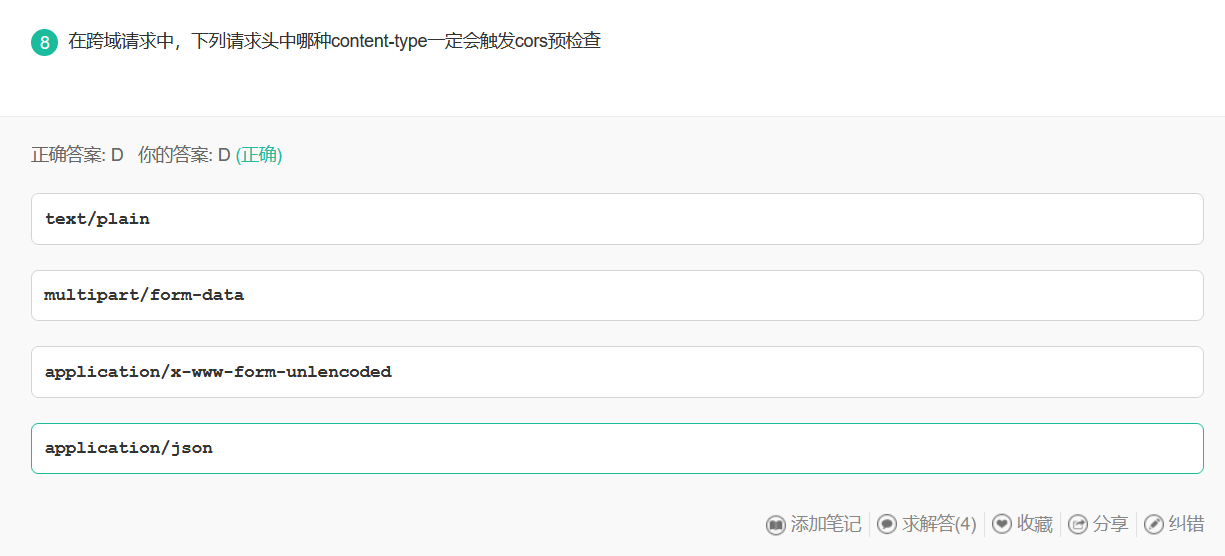 8 在跨域请求中，下列请求头中哪种content-type一定会触发cors预检查
正确答案: D 你的答案: D (正确)
text/plain
multipart/form-data
application/x-www-form-unlencoded
application/json
添加笔记 求解答(4) 收藏 分享 纠错